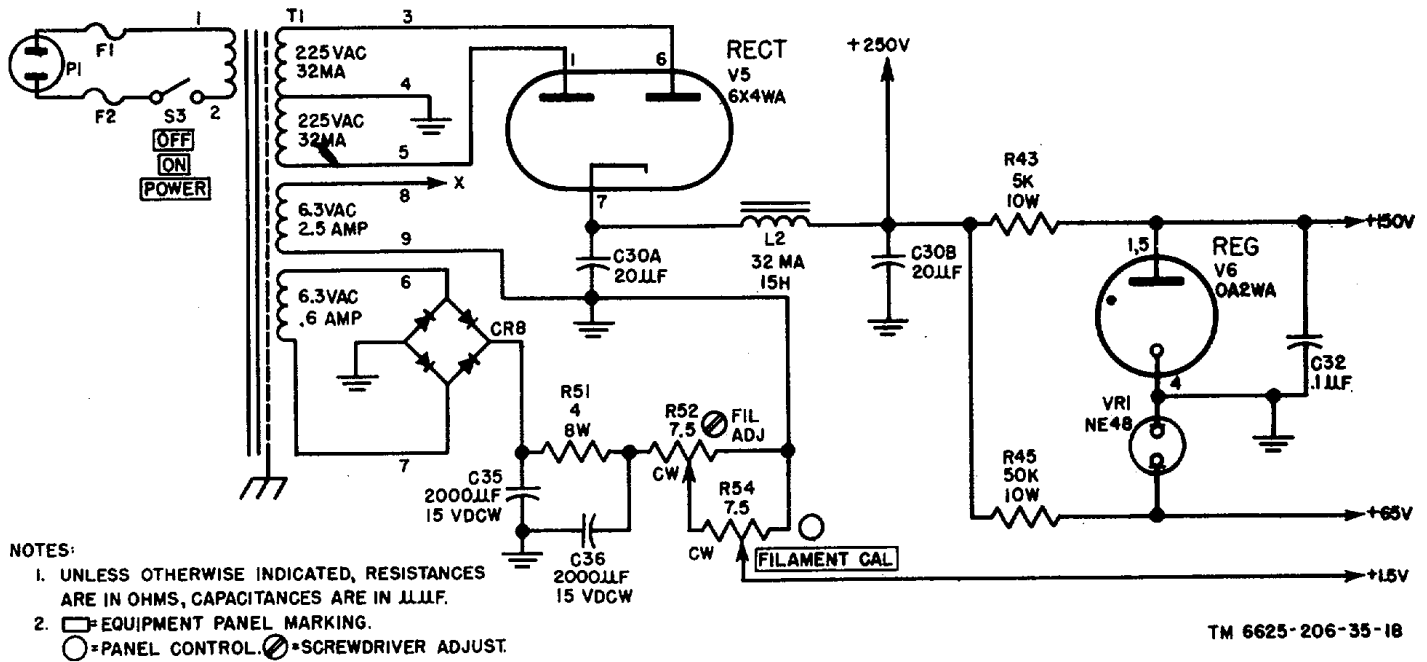 T1
1
3
F1
P1
225VAC
32MA
4
F2
S3
2
OFF
ON
POWER
225VAC
32MA
5
X
8
6.3VAC
2.5 AMP
9
6
6.3VAC
.6 AMP
CR8
7
1
6
RECT
V5
6X4WA
7
C30A
20µF
L2
32 MA
15H
+250V
C30B
20µF
R43
5K
10W
+150V
1,5
REG
V6
OA2WA
4
C32
.1µF
VR1
NE48
R45
50K
10W
+65V
R51
4
8W
R52
7.5
FIL
ADJ
CW
R54
7.5
CW
FILAMENT CAL
+1.5V
C35
2000µF
15 VDCW
C36
2000µF
15 VDCW
NOTES:
1. UNLESS OTHERWISE INDICATED, RESISTANCES
ARE IN OHMS, CAPACITANCES ARE IN µµF.
2. =EQUIPMENT PANEL MARKING.
=PANEL CONTROL. =SCREWDRIVER ADJUST.
TM 6625-206-35-18